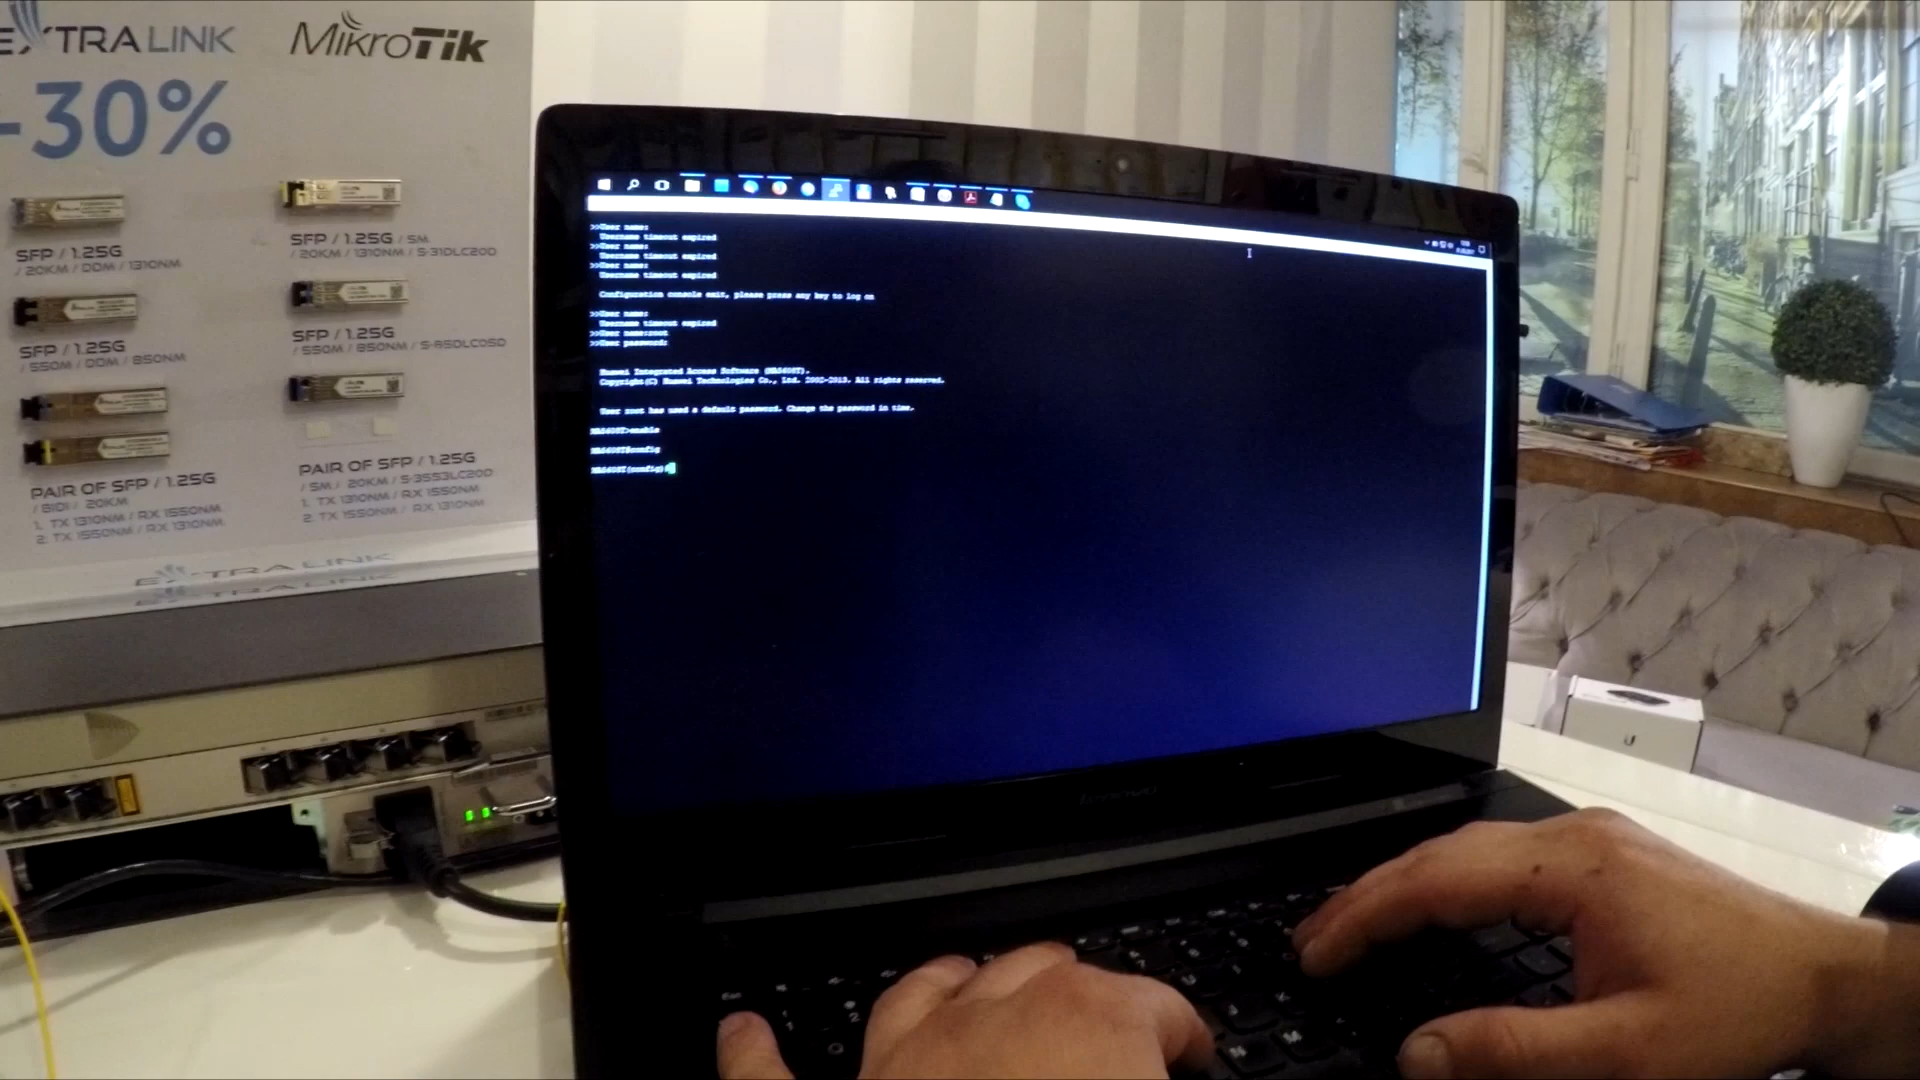 EXTRALINK
MikroTik
-30%
SFP / 1.25G
/ 20KM / DDM / 1310NM
SFP / 1.25G / SM
/ 20KM / 1310NM / S-31DLC20D
SFP / 1.25G
/ 550M / DDM / 850NM
SFP / 1.25G
/ 550M / 850NM / S-85DLC05D
PAIR OF SFP / 1.25G
/ BIDI / 20KM
1. TX 1310NM / RX 1550NM
2. TX 1550NM / RX 1310NM
PAIR OF SFP / 1.25G
/ SM / 20KM / S-3553LC20D
1. TX 1310NM / RX 1550NM
2. TX 1550NM / RX 1310NM
EXTRALINK
EXTRALINK
>>User name:
Username timeout expired
>>User name:
Username timeout expired
>>User name:
Username timeout expired
Configuration console exit, please press any key to log on
>>User name:
Username timeout expired
>>User name:root
>>User password:
Huawei Integrated Access Software (MA5608T).
Copyright(C) Huawei Technologies Co., Ltd. 2002-2013. All rights reserved.
User root has used a default password. Change the password in time.
MA5608T>enable
MA5608T#config
MA5608T(config)#
lenovo
Esc